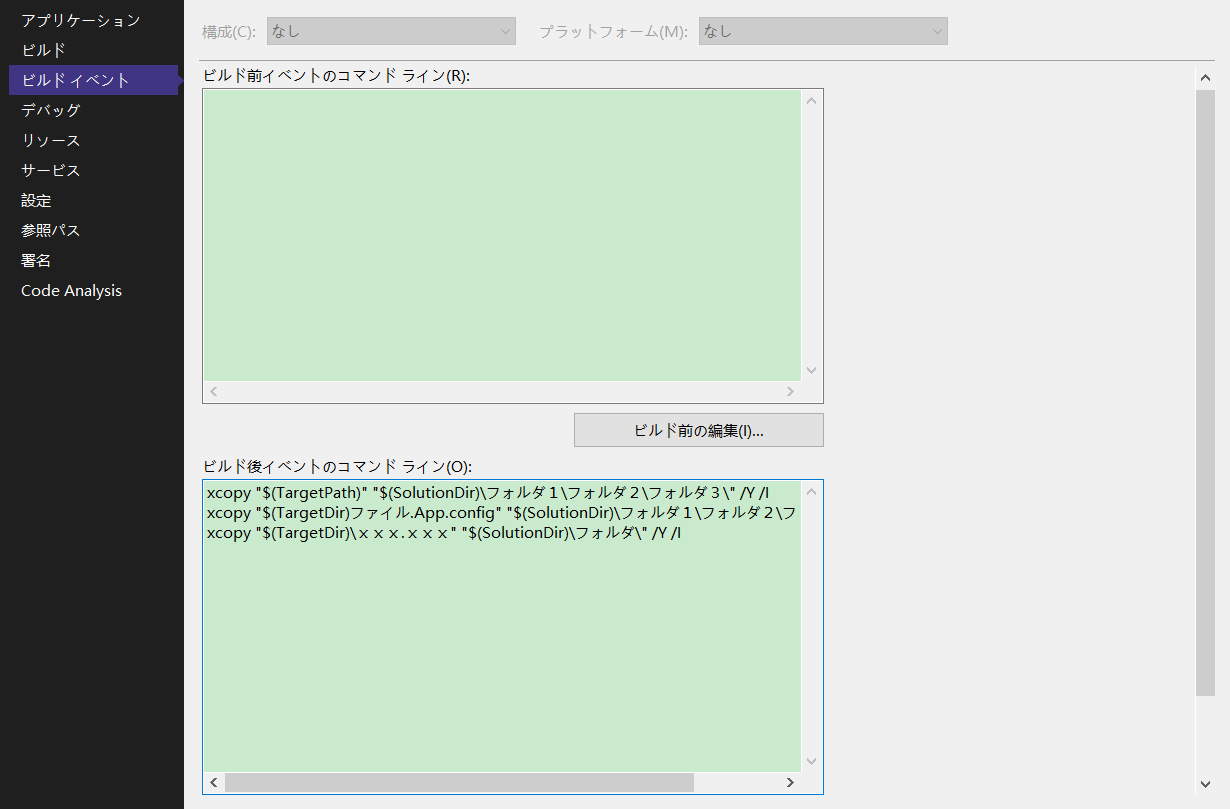 アプリケーション
ビルド
ビルド イベント
デバッグ
リソース
サービス
設定
参照パス
署名
Code Analysis
構成(C): なし プラットフォーム(M): なし
ビルド前イベントのコマンド ライン(R):
ビルド前の編集(I)...
ビルド後イベントのコマンド ライン(O):
xcopy "$(TargetPath)" "$(SolutionDir)\フォルダ１\フォルダ２\フォルダ３\" /Y /I
xcopy "$(TargetDir)ファイル.App.config" "$(SolutionDir)\フォルダ１\フォルダ２\フ
xcopy "$(TargetDir)\ｘｘｘ.ｘｘｘ" "$(SolutionDir)\フォルダ\" /Y /I